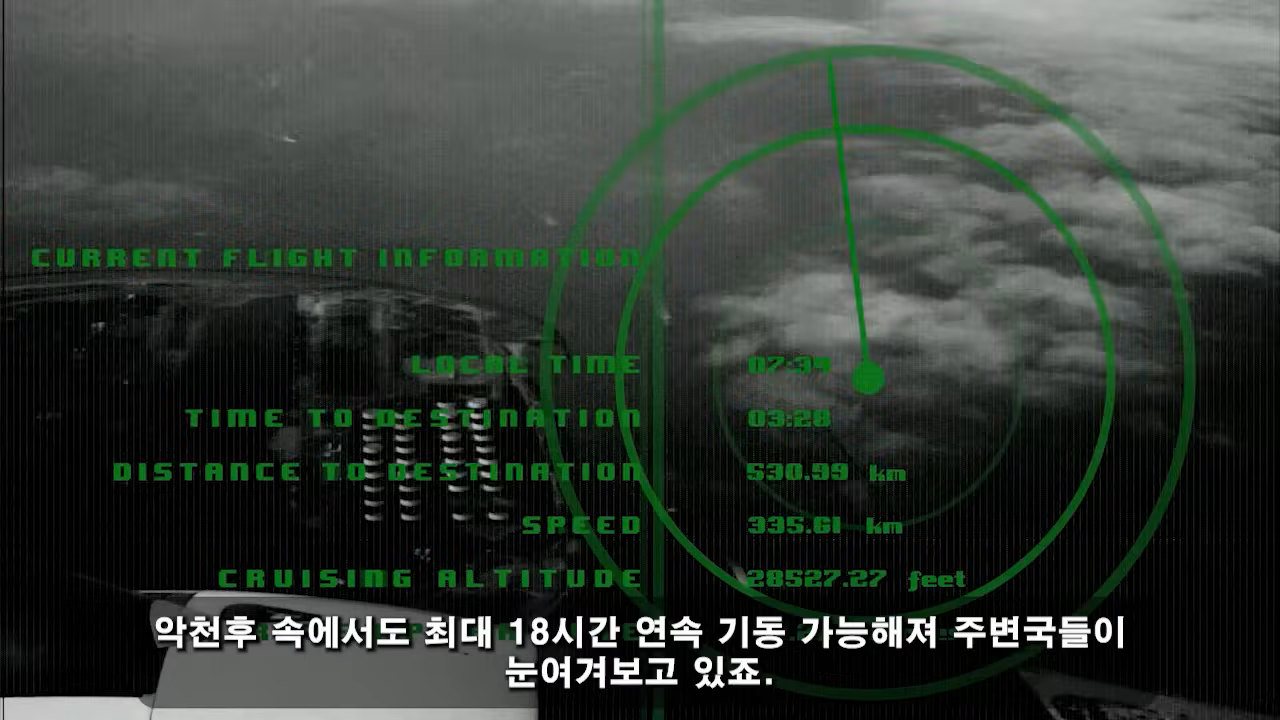 CURRENT FLIGHT INFORMATION
LOCAL TIME 07:34
TIME TO DESTINATION 03:28
DISTANCE TO DESTINATION 530.99 km
SPEED 335.61 km
CRUISING ALTITUDE 28527.27 feet
악천후 속에서도 최대 18시간 연속 기동 가능해져 주변국들이
눈여겨보고 있죠.